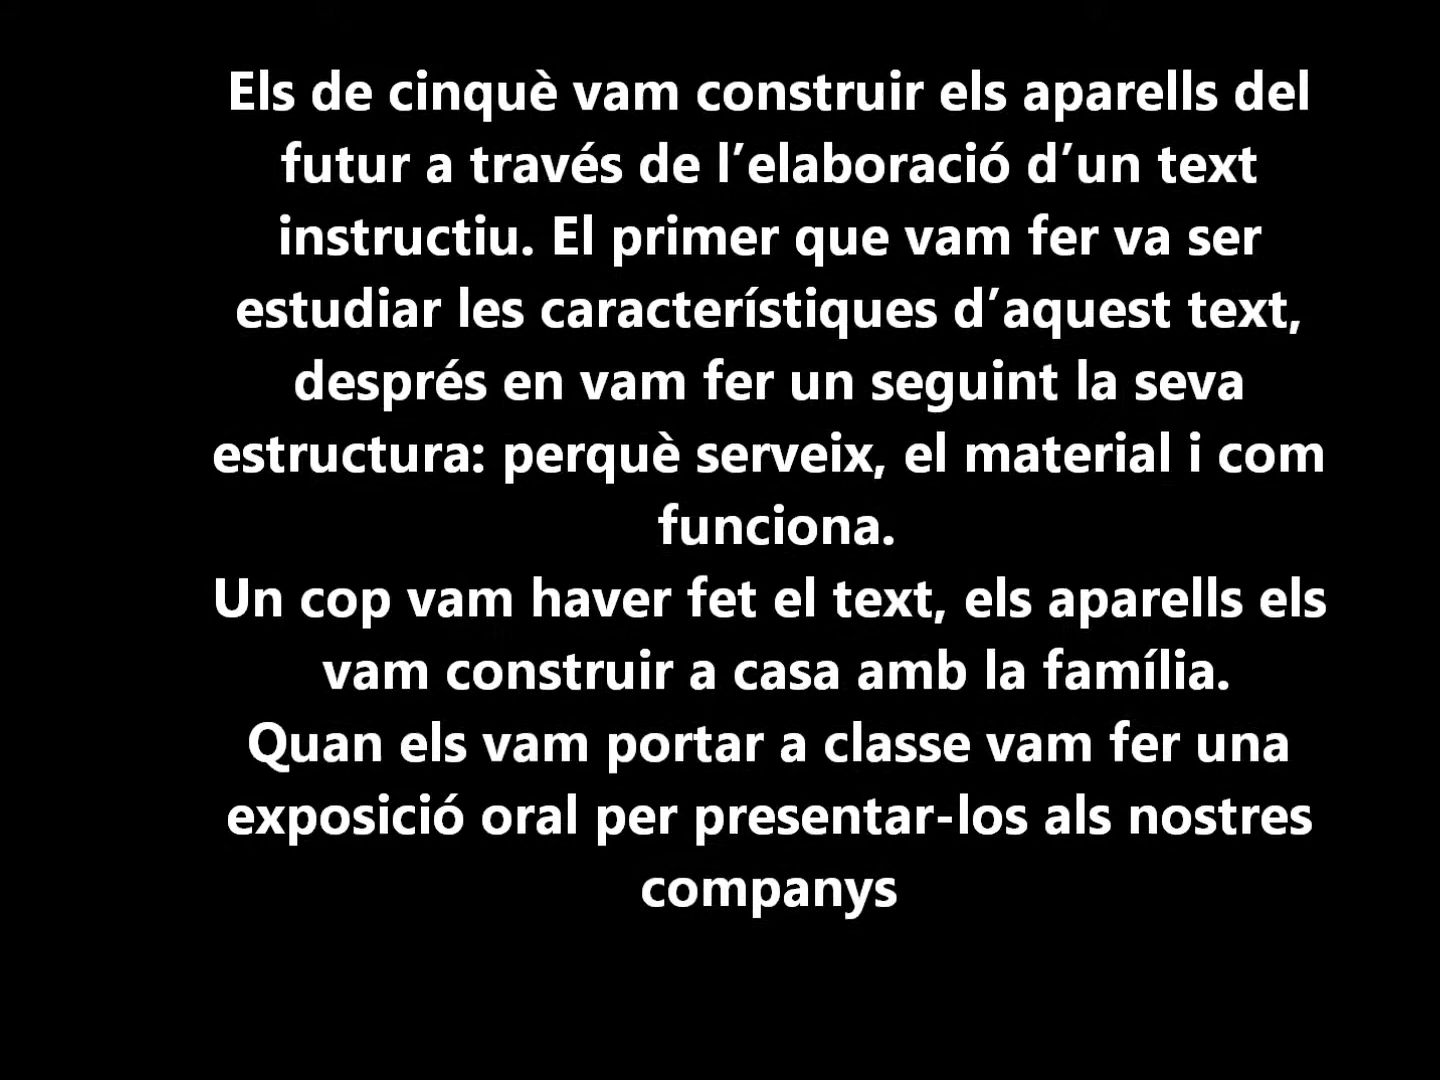 Els de cinquè vam construir els aparells del
futur a través de l’elaboració d’un text
instructiu. El primer que vam fer va ser
estudiar les característiques d’aquest text,
després en vam fer un seguint la seva
estructura: perquè serveix, el material i com
funciona.
Un cop vam haver fet el text, els aparells els
vam construir a casa amb la família.
Quan els vam portar a classe vam fer una
exposició oral per presentar-los als nostres
companys